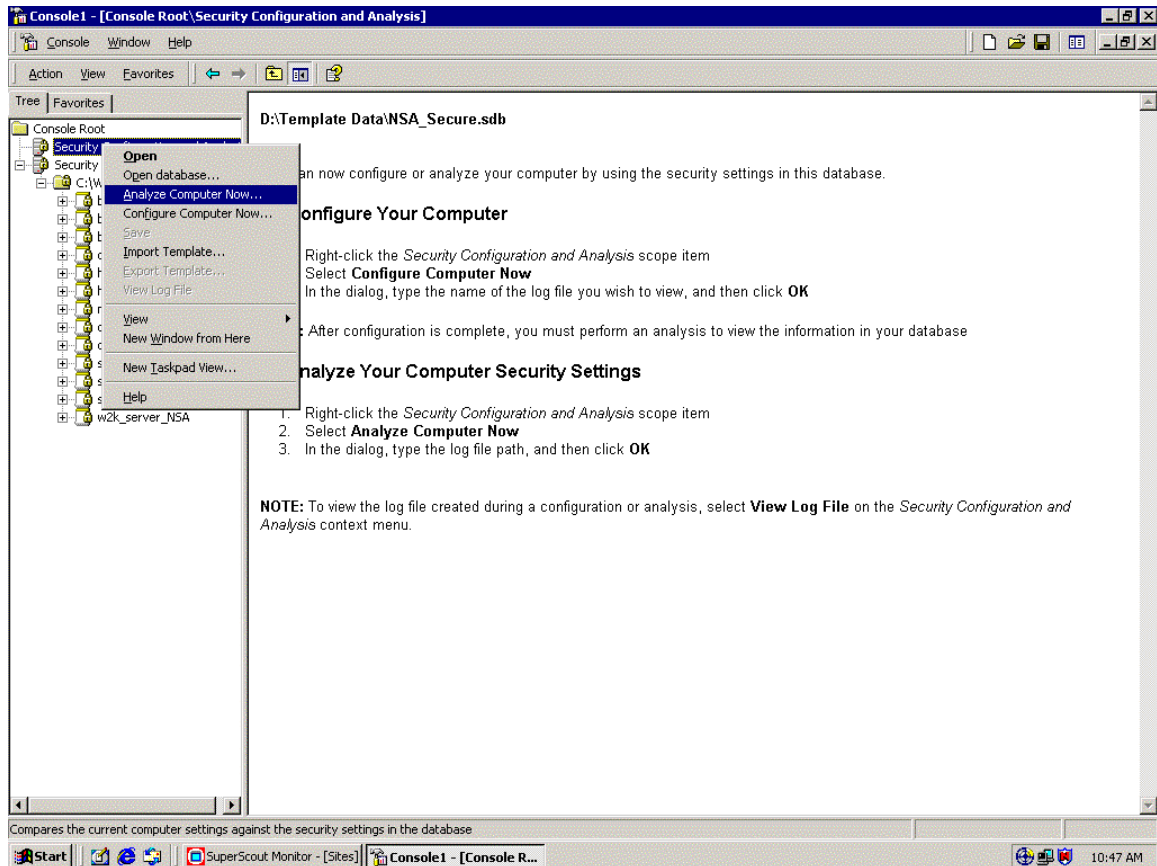 Console1 - [Console Root\Security Configuration and Analysis]
Console Window Help
Action View Favorites
Tree Favorites
Console Root
Security
Security
C:\W
w2k_server_NSA
Open
Open database...
Analyze Computer Now...
Configure Computer Now...
Save
Import Template...
Export Template...
View Log File
View
New Window from Here
New Taskpad View...
Help
D:\Template Data\NSA_Secure.sdb
an now configure or analyze your computer by using the security settings in this database.
onfigure Your Computer
Right-click the Security Configuration and Analysis scope item
Select Configure Computer Now
In the dialog, type the name of the log file you wish to view, and then click OK
: After configuration is complete, you must perform an analysis to view the information in your database
nalyze Your Computer Security Settings
1. Right-click the Security Configuration and Analysis scope item
2. Select Analyze Computer Now
3. In the dialog, type the log file path, and then click OK
NOTE: To view the log file created during a configuration or analysis, select View Log File on the Security Configuration and
Analysis context menu.
Compares the current computer settings against the security settings in the database
Start SuperScout Monitor - [Sites] Console1 - [Console R... 10:47 AM